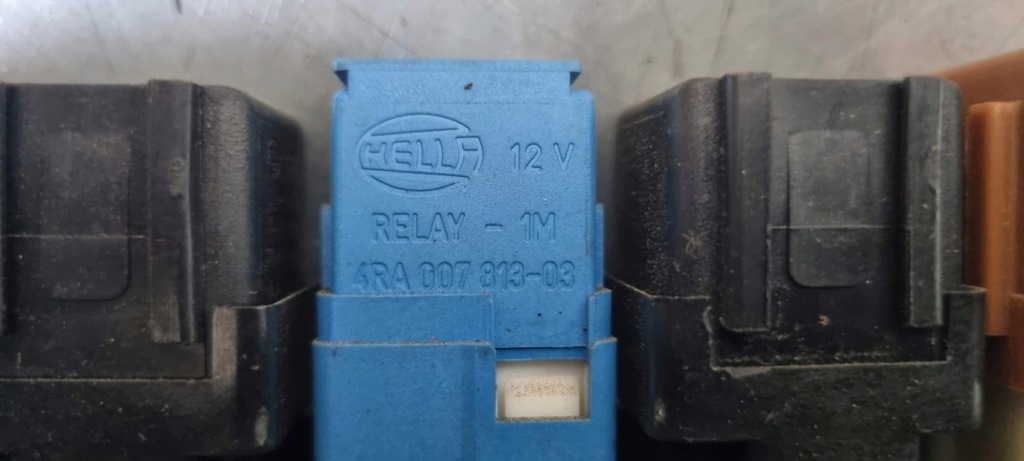 HELLA 12 V
RELAY - 1M
4RA 007 813-03